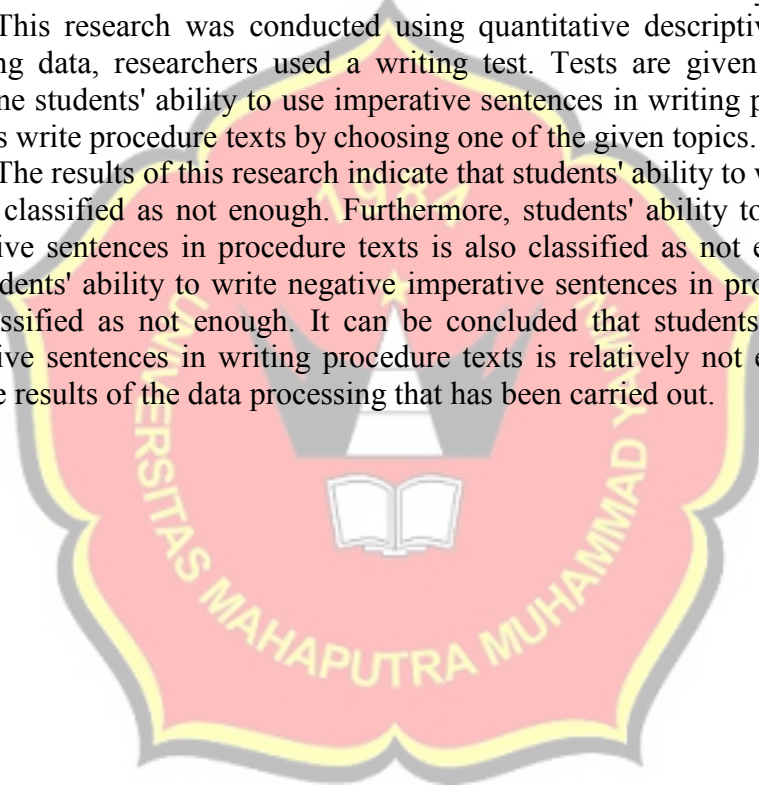 This research was conducted using quantitative descriptiv
ng data, researchers used a writing test. Tests are given
ne students' ability to use imperative sentences in writing p
s write procedure texts by choosing one of the given topics.
The results of this research indicate that students' ability to
classified as not enough. Furthermore, students' ability to
ive sentences in procedure texts is also classified as not e
dents' ability to write negative imperative sentences in pro
ssified as not enough. It can be concluded that students
ive sentences in writing procedure texts is relatively not e
e results of the data processing that has been carried out.
1984
UNIVERSITAS MAHAPUTRA MUHAMMAD YAMIN